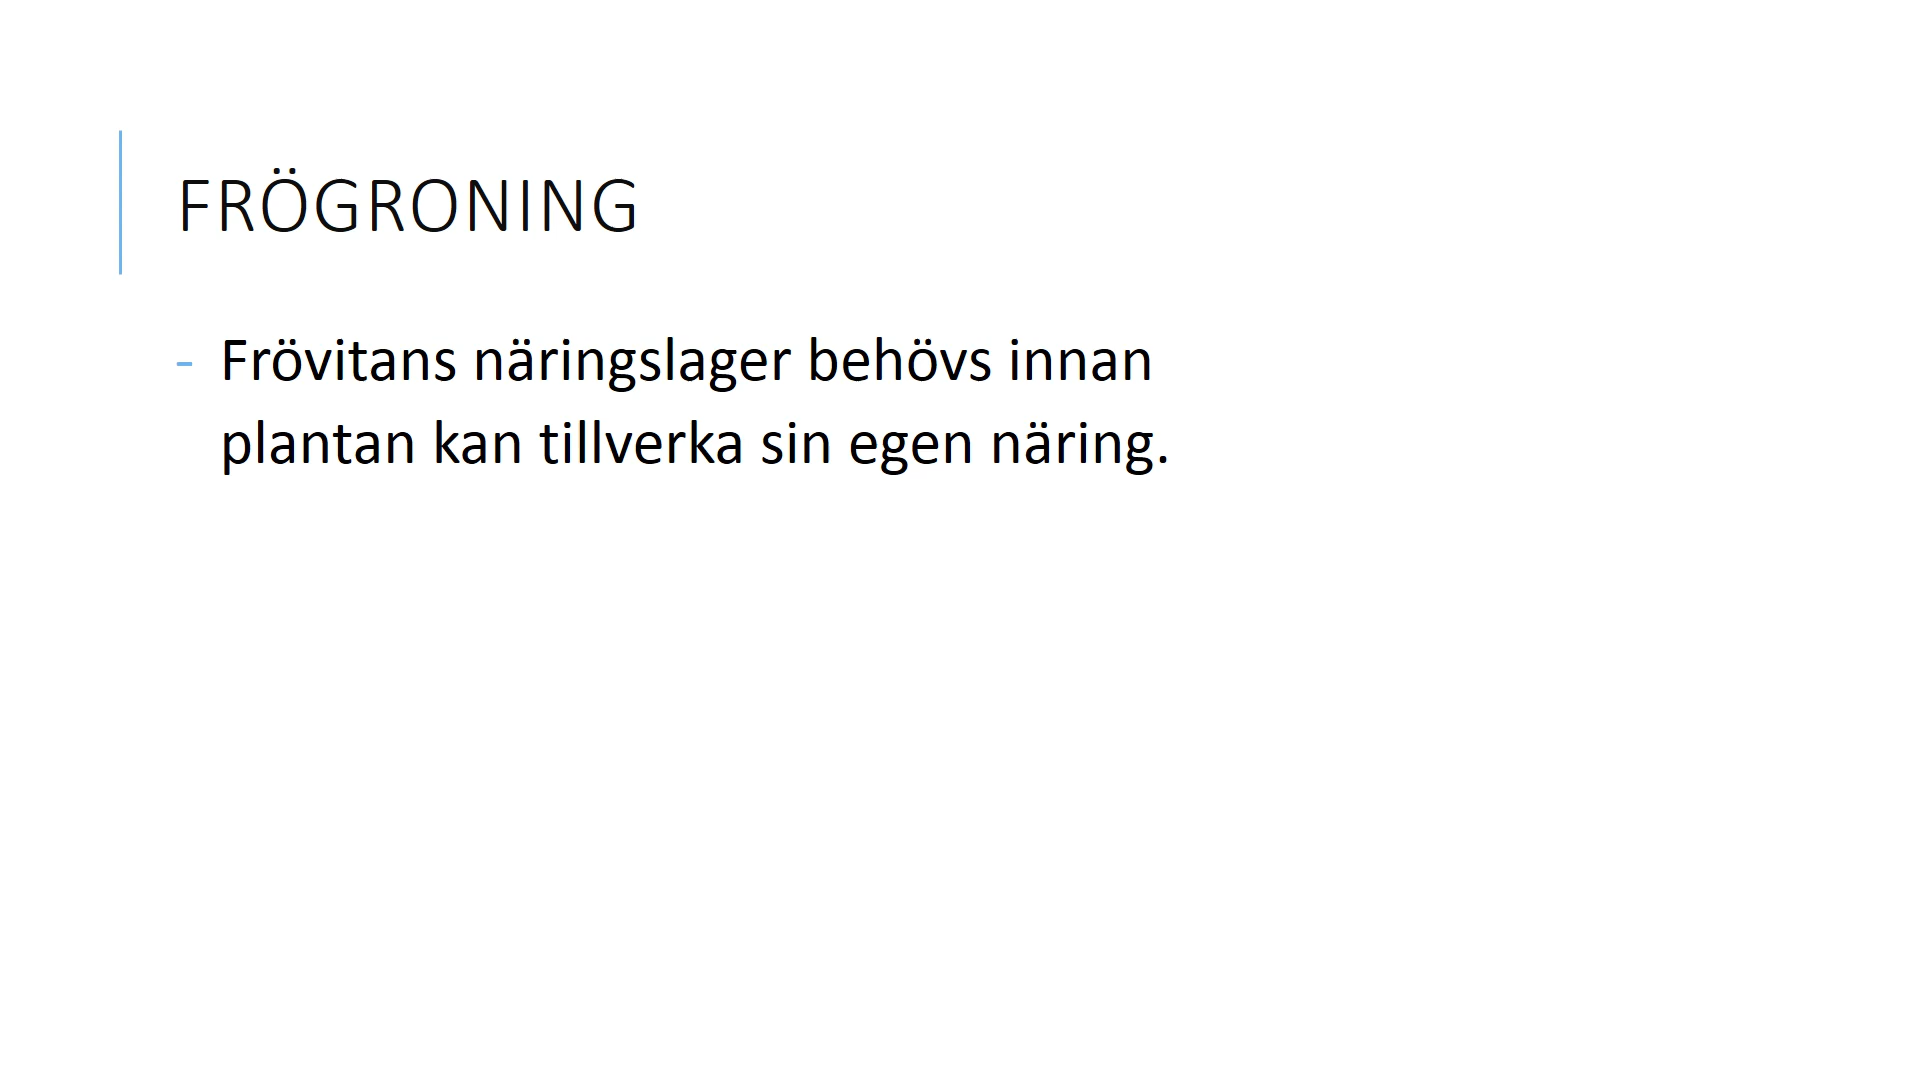 FRÖGRONING
- Frövitans näringslager behövs innan
plantan kan tillverka sin egen näring.